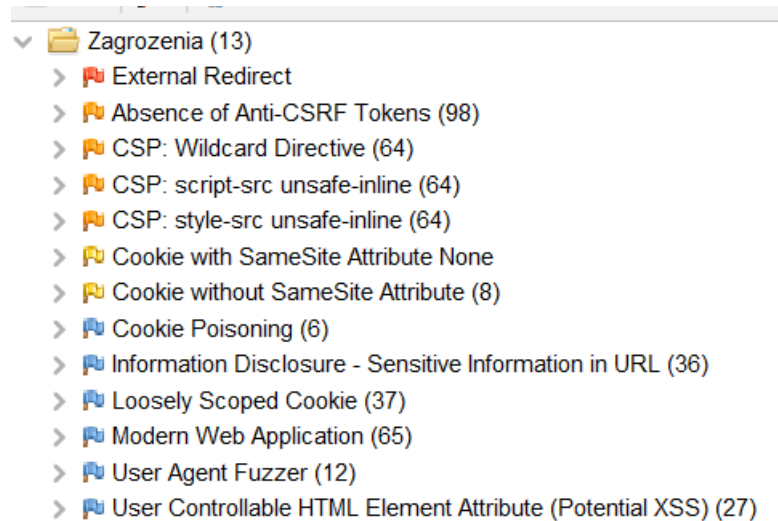 Zagrozenia (13)
External Redirect
Absence of Anti-CSRF Tokens (98)
CSP: Wildcard Directive (64)
CSP: script-src unsafe-inline (64)
CSP: style-src unsafe-inline (64)
Cookie with SameSite Attribute None
Cookie without SameSite Attribute (8)
Cookie Poisoning (6)
Information Disclosure - Sensitive Information in URL (36)
Loosely Scoped Cookie (37)
Modern Web Application (65)
User Agent Fuzzer (12)
User Controllable HTML Element Attribute (Potential XSS) (27)